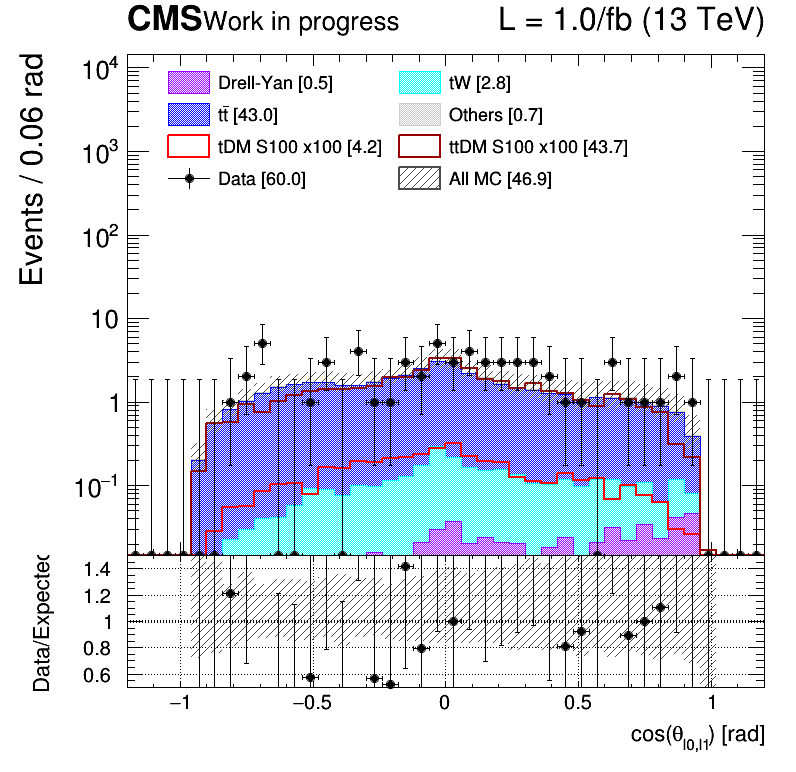 CMS Work in progress L = 1.0/fb (13 TeV)
Events / 0.06 rad
10⁴
10³
10²
10
1
10⁻¹
Drell-Yan [0.5] tW [2.8]
tt̄ [43.0] Others [0.7]
tDM S100 x100 [4.2] ttDM S100 x100 [43.7]
Data [60.0] All MC [46.9]
Data/Expected
1.4
1.2
1
0.8
0.6
−1 −0.5 0 0.5 1
cos(θ_l0,l1) [rad]